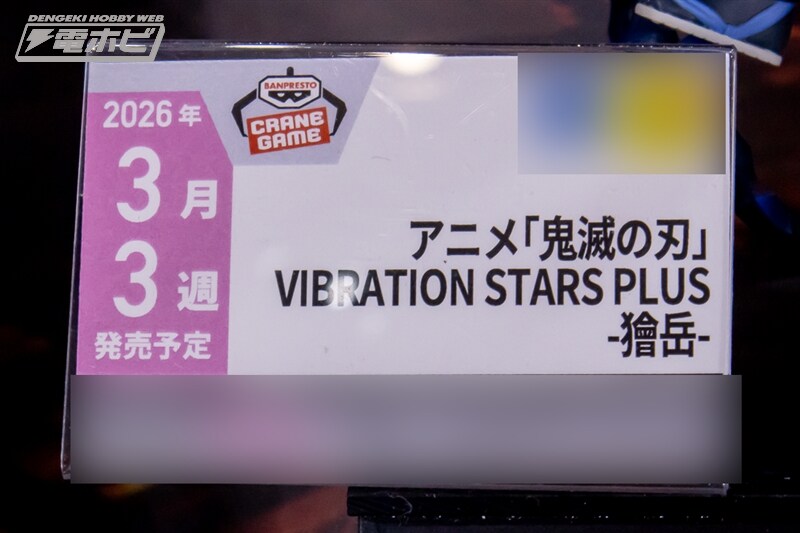 DENGEKI HOBBY WEB
電ホビ
BANPRESTO
CRANE
GAME
2026年
3月
3週
発売予定
アニメ「鬼滅の刃」
VIBRATION STARS PLUS
-獪岳-